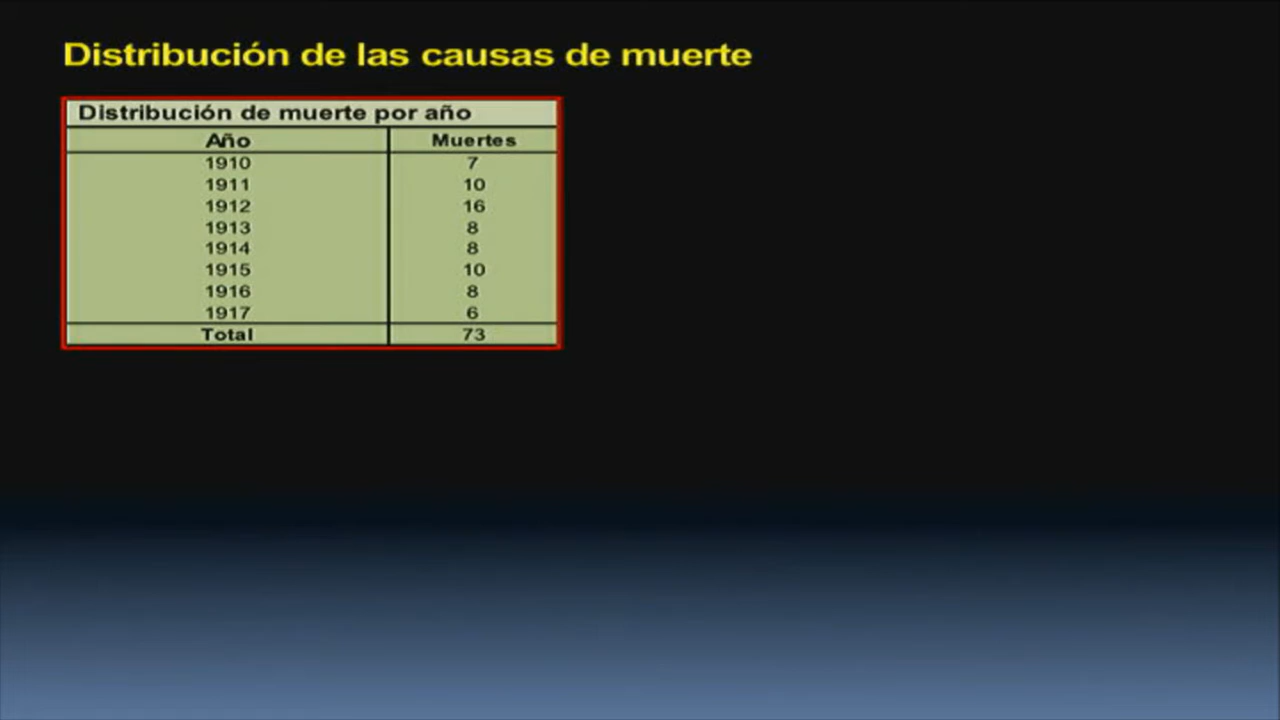 Distribución de las causas de muerte
Distribución de muerte por año
Año Muertes
1910 7
1911 10
1912 16
1913 8
1914 8
1915 10
1916 8
1917 6
Total 73